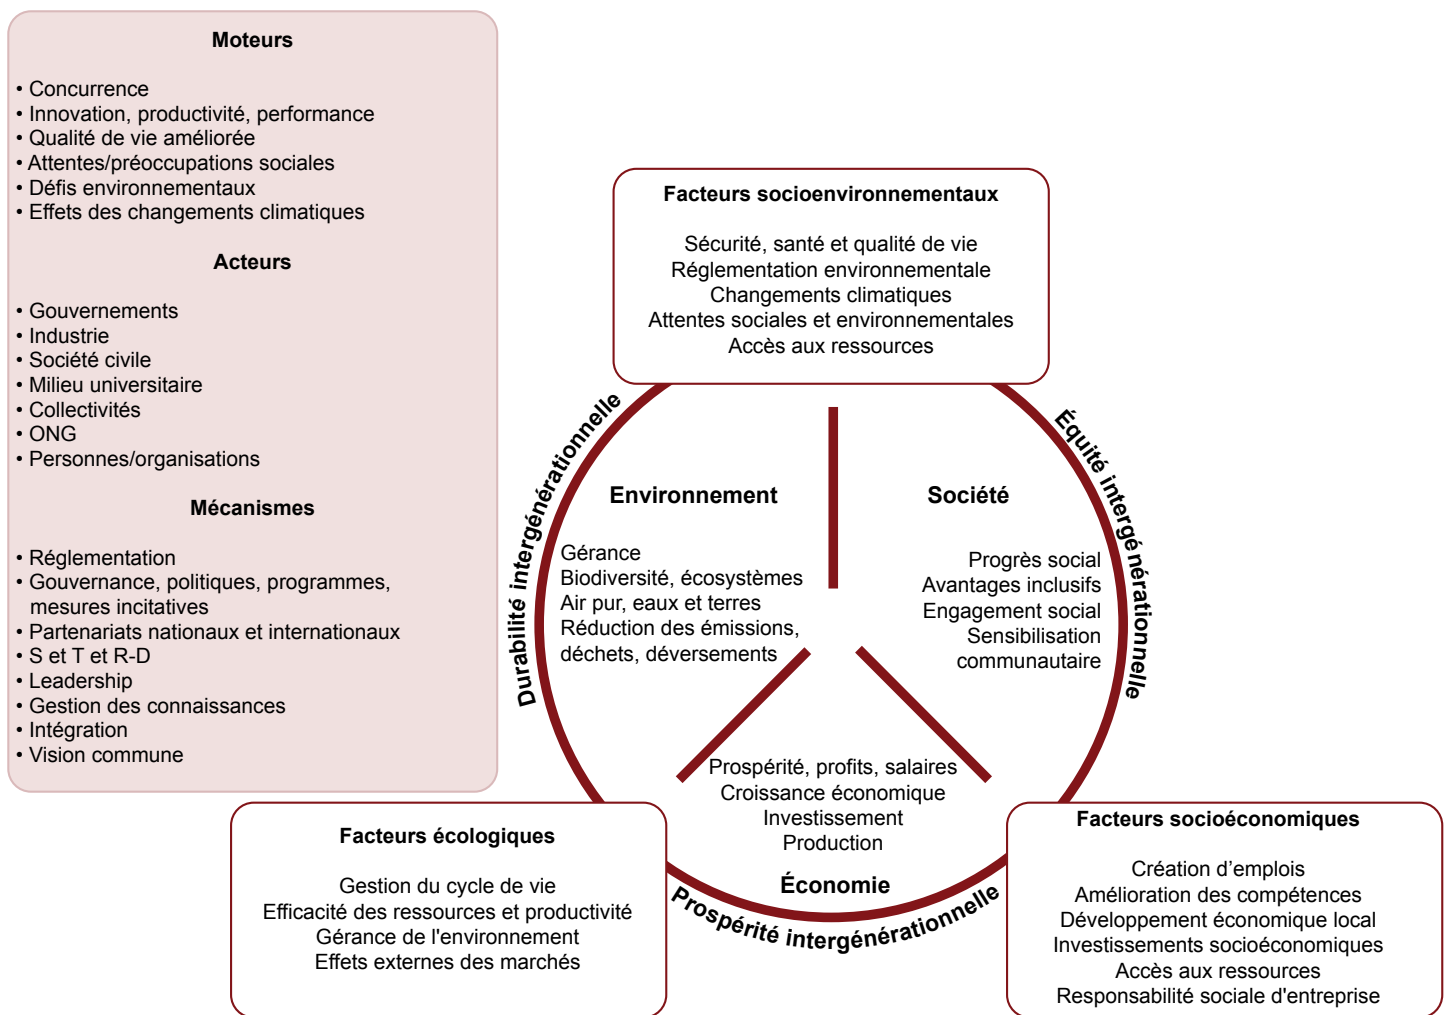 Moteurs
• Concurrence
• Innovation, productivité, performance
• Qualité de vie améliorée
• Attentes/préoccupations sociales
• Défis environnementaux
• Effets des changements climatiques
Acteurs
• Gouvernements
• Industrie
• Société civile
• Milieu universitaire
• Collectivités
• ONG
• Personnes/organisations
Mécanismes
• Réglementation
• Gouvernance, politiques, programmes,
mesures incitatives
• Partenariats nationaux et internationaux
• S et T et R-D
• Leadership
• Gestion des connaissances
• Intégration
• Vision commune
Facteurs socioenvironnementaux
Sécurité, santé et qualité de vie
Réglementation environnementale
Changements climatiques
Attentes sociales et environnementales
Accès aux ressources
Durabilité intergénérationnelle
Équité intergénérationnelle
Environnement
Gérance
Biodiversité, écosystèmes
Air pur, eaux et terres
Réduction des émissions,
déchets, déversements
Société
Progrès social
Avantages inclusifs
Engagement social
Sensibilisation
communautaire
Prospérité, profits, salaires
Croissance économique
Investissement
Production
Économie
Prospérité intergénérationnelle
Facteurs écologiques
Gestion du cycle de vie
Efficacité des ressources et productivité
Gérance de l'environnement
Effets externes des marchés
Facteurs socioéconomiques
Création d’emplois
Amélioration des compétences
Développement économique local
Investissements socioéconomiques
Accès aux ressources
Responsabilité sociale d'entreprise